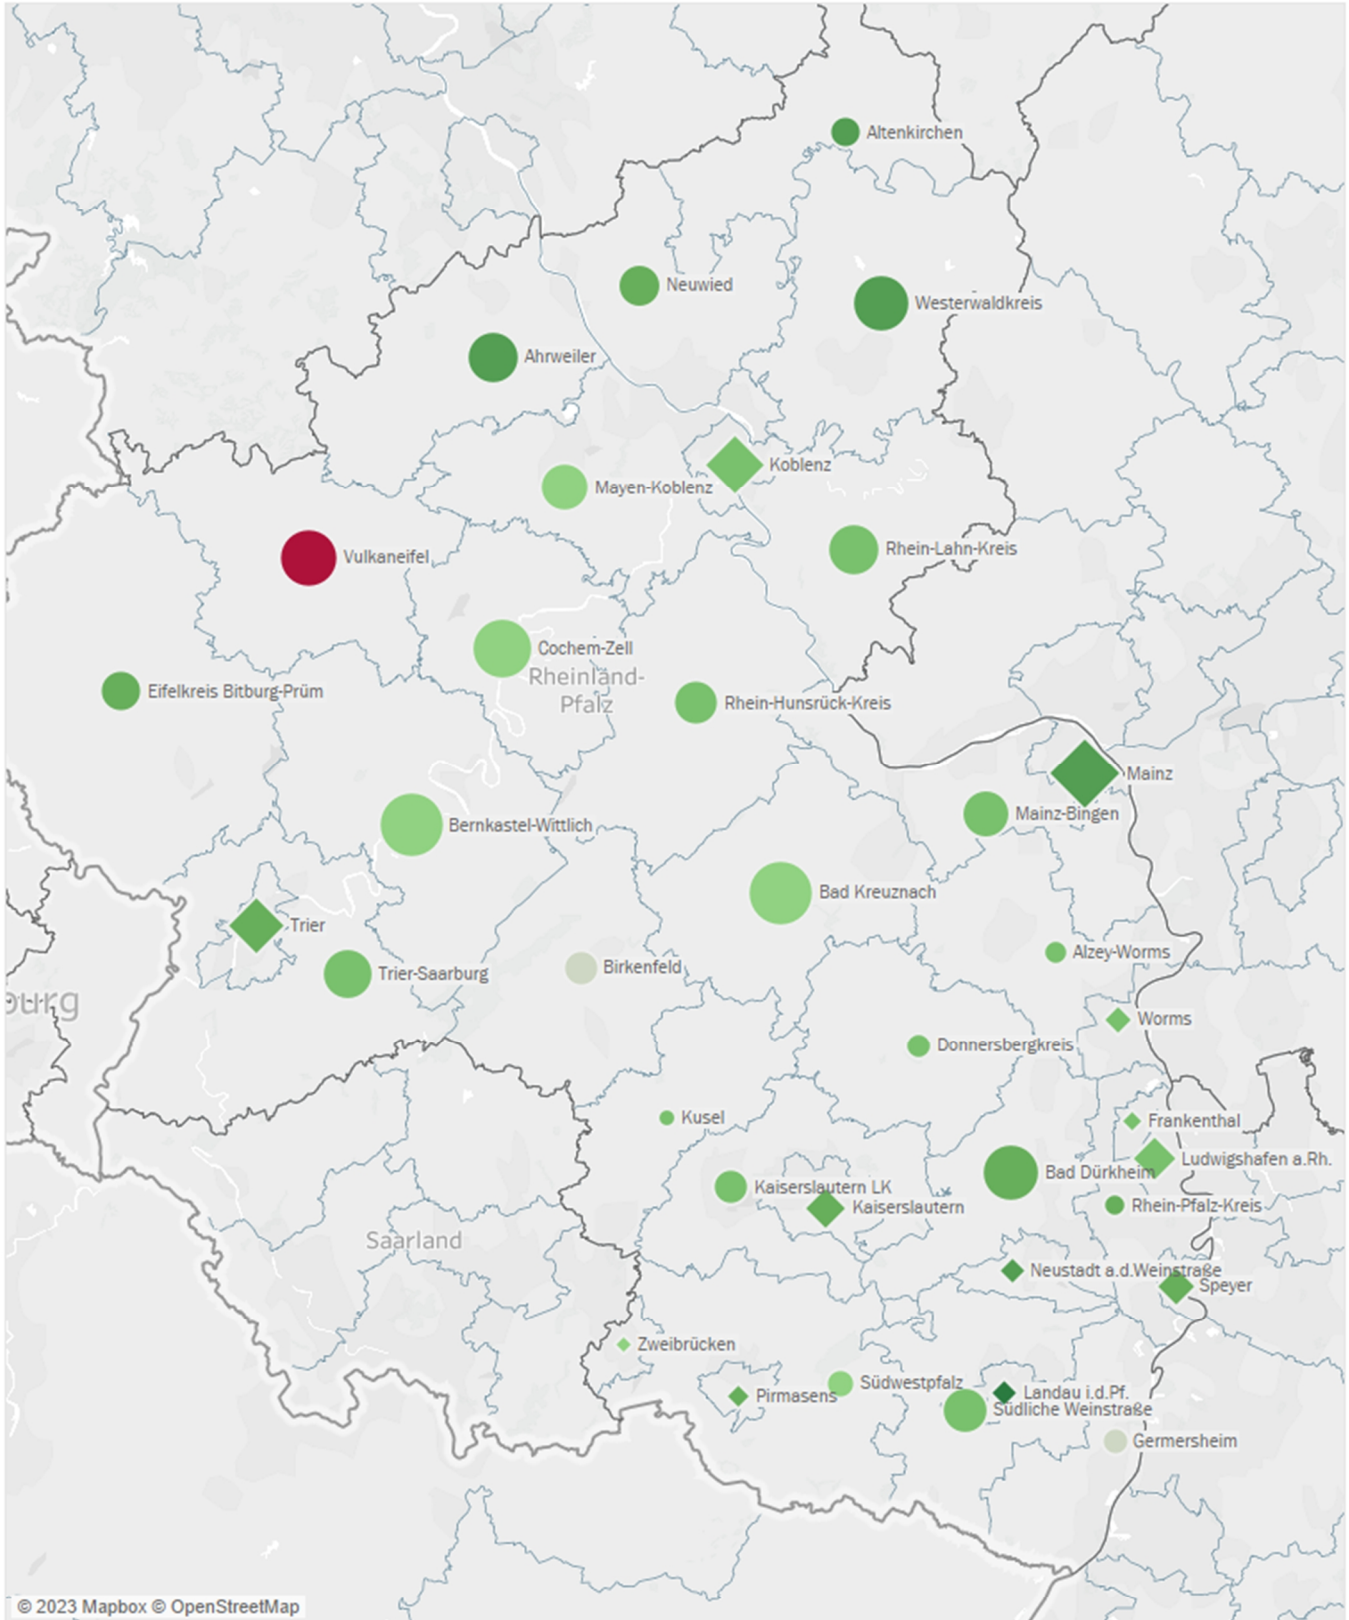 Altenkirchen
Neuwied
Westerwaldkreis
Ahrweiler
Koblenz
Mayen-Koblenz
Rhein-Lahn-Kreis
Vulkaneifel
Cochem-Zell
Rheinland-
Pfalz
Eifelkreis Bitburg-Prüm
Rhein-Hunsrück-Kreis
Mainz
Mainz-Bingen
Bernkastel-Wittlich
Bad Kreuznach
Trier
Alzey-Worms
Birkenfeld
Trier-Saarburg
burg
Worms
Donnersbergkreis
Kusel
Frankenthal
Ludwigshafen a.Rh.
Bad Dürkheim
Kaiserslautern LK
Rhein-Pfalz-Kreis
Kaiserslautern
Saarland
Neustadt a.d.Weinstraße
Speyer
Zweibrücken
Südwestpfalz
Landau i.d.Pf.
Pirmasens
Südliche Weinstraße
Germersheim
© 2023 Mapbox © OpenStreetMap